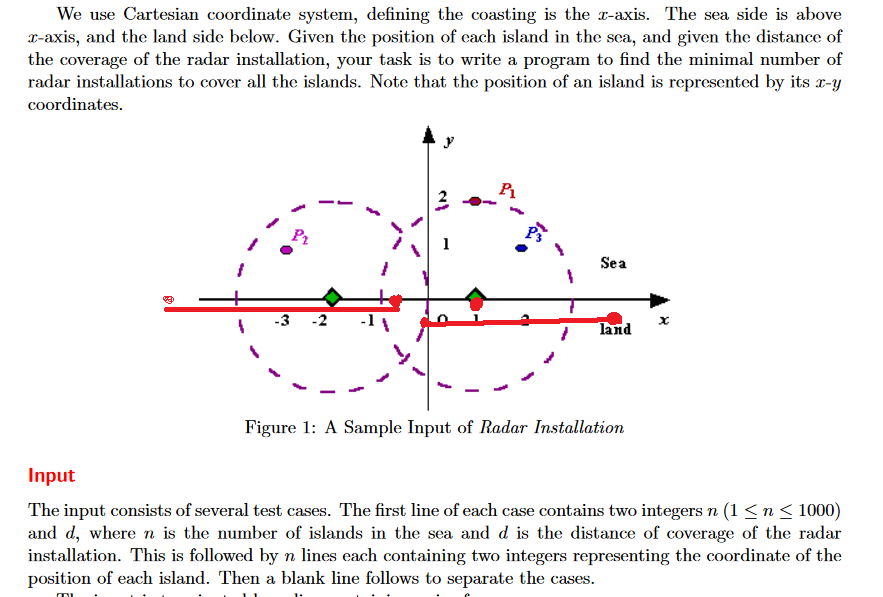 We use Cartesian coordinate system, defining the coasting is the x-axis. The sea side is above
x-axis, and the land side below. Given the position of each island in the sea, and given the distance of
the coverage of the radar installation, your task is to write a program to find the minimal number of
radar installations to cover all the islands. Note that the position of an island is represented by its x-y
coordinates.
y
2 P1
P2 P3
1
Sea
-3 -2 -1 0 1 2 land x
Figure 1: A Sample Input of Radar Installation
Input
The input consists of several test cases. The first line of each case contains two integers n (1 ≤ n ≤ 1000)
and d, where n is the number of islands in the sea and d is the distance of coverage of the radar
installation. This is followed by n lines each containing two integers representing the coordinate of the
position of each island. Then a blank line follows to separate the cases.